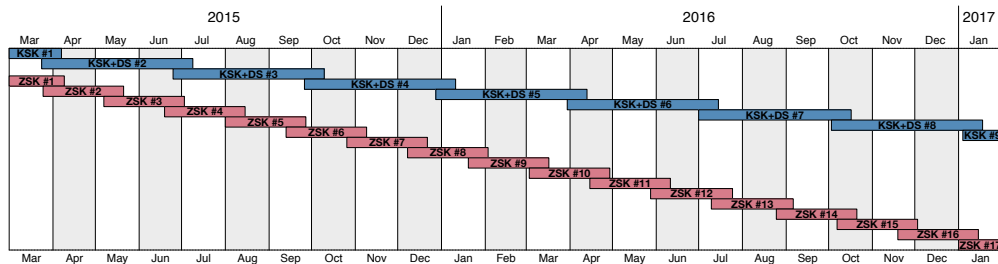 2015 2016 2017
Mar Apr May Jun Jul Aug Sep Oct Nov Dec Jan Feb Mar Apr May Jun Jul Aug Sep Oct Nov Dec Jan
KSK #1
KSK+DS #2
KSK+DS #3
KSK+DS #4
KSK+DS #5
KSK+DS #6
KSK+DS #7
KSK+DS #8
KSK #9
ZSK #1
ZSK #2
ZSK #3
ZSK #4
ZSK #5
ZSK #6
ZSK #7
ZSK #8
ZSK #9
ZSK #10
ZSK #11
ZSK #12
ZSK #13
ZSK #14
ZSK #15
ZSK #16
ZSK #17
Mar Apr May Jun Jul Aug Sep Oct Nov Dec Jan Feb Mar Apr May Jun Jul Aug Sep Oct Nov Dec Jan